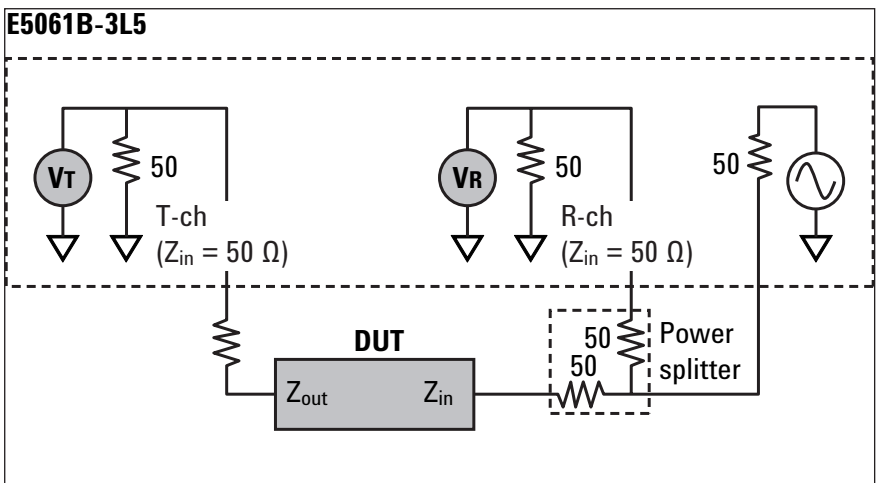 E5061B-3L5
VT
50
T-ch
(Zin = 50 Ω)
VR
50
R-ch
(Zin = 50 Ω)
50
DUT
Zout
Zin
50
50
Power
splitter